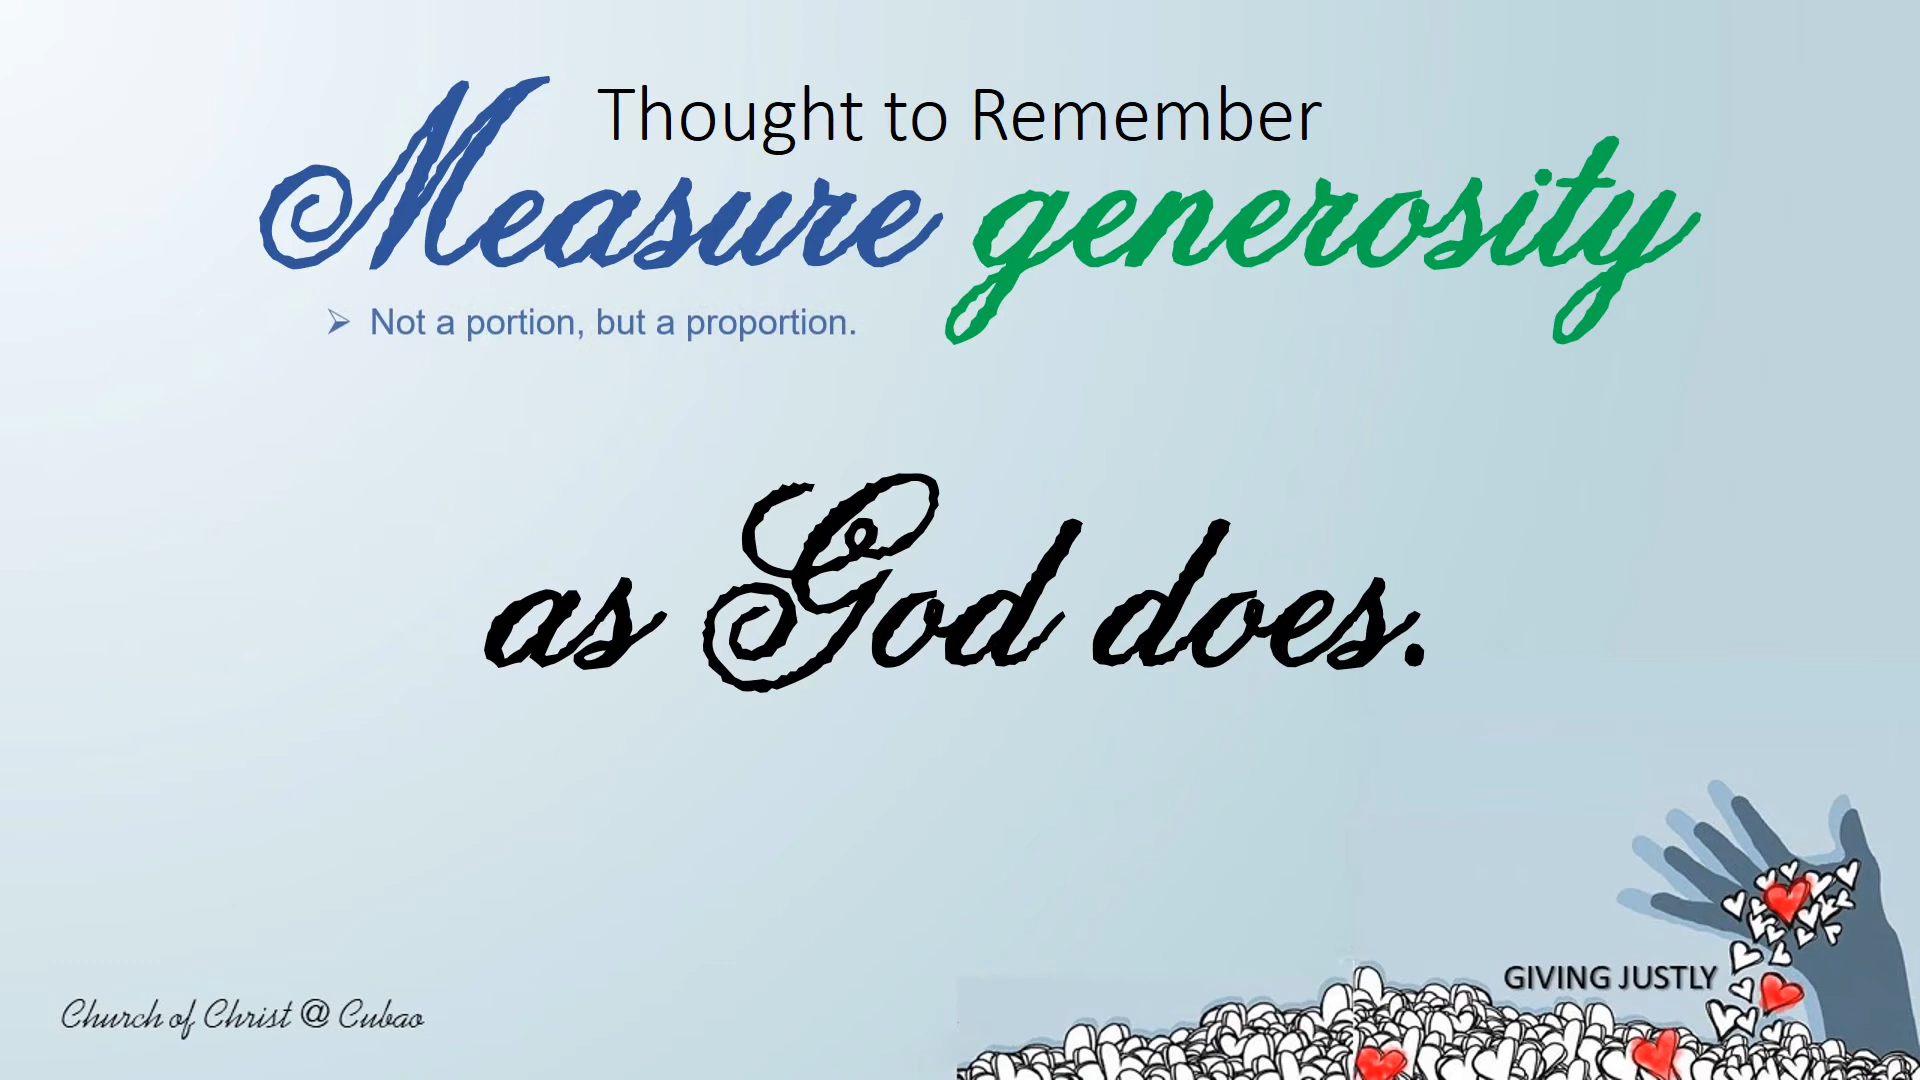 Thought to Remember
Measure generosity
➢ Not a portion, but a proportion.
as God does.
GIVING JUSTLY
Church of Christ @ Cubao